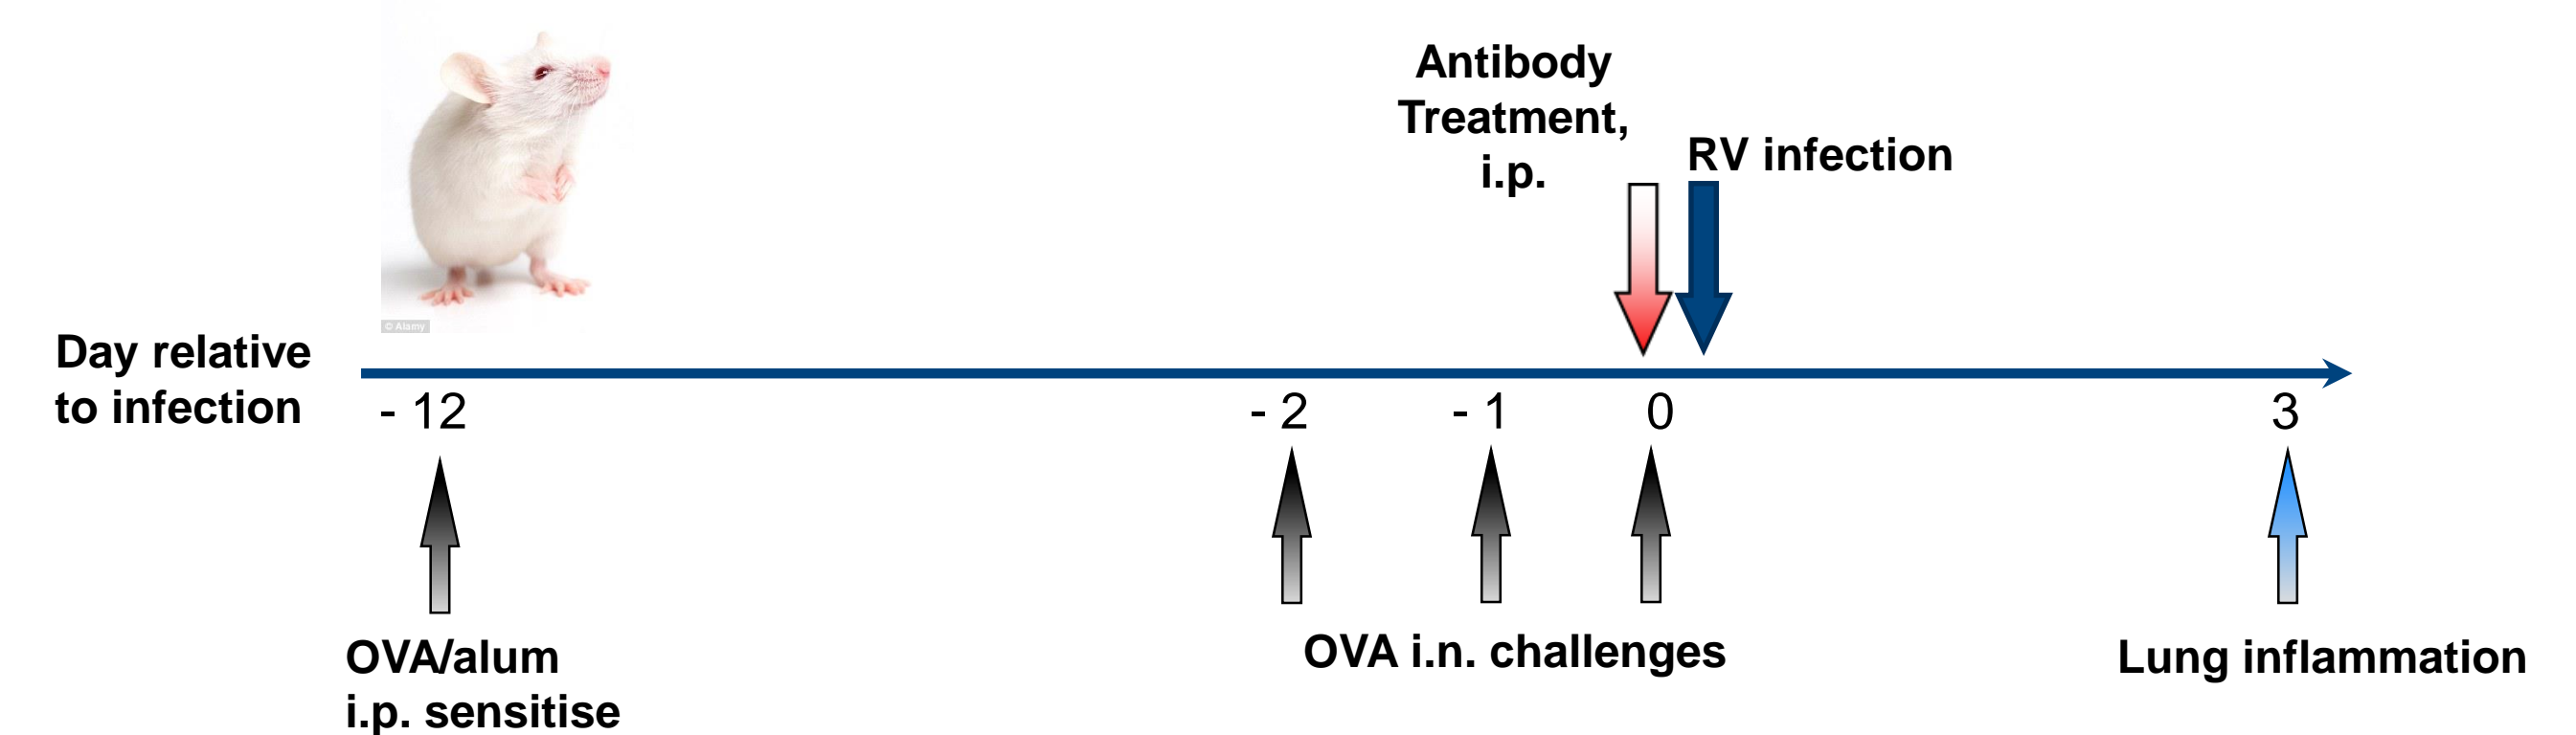 Antibody
Treatment,
i.p.
RV infection
© Alamy
Day relative
to infection
- 12
- 2
- 1
0
3
OVA/alum
i.p. sensitise
OVA i.n. challenges
Lung inflammation